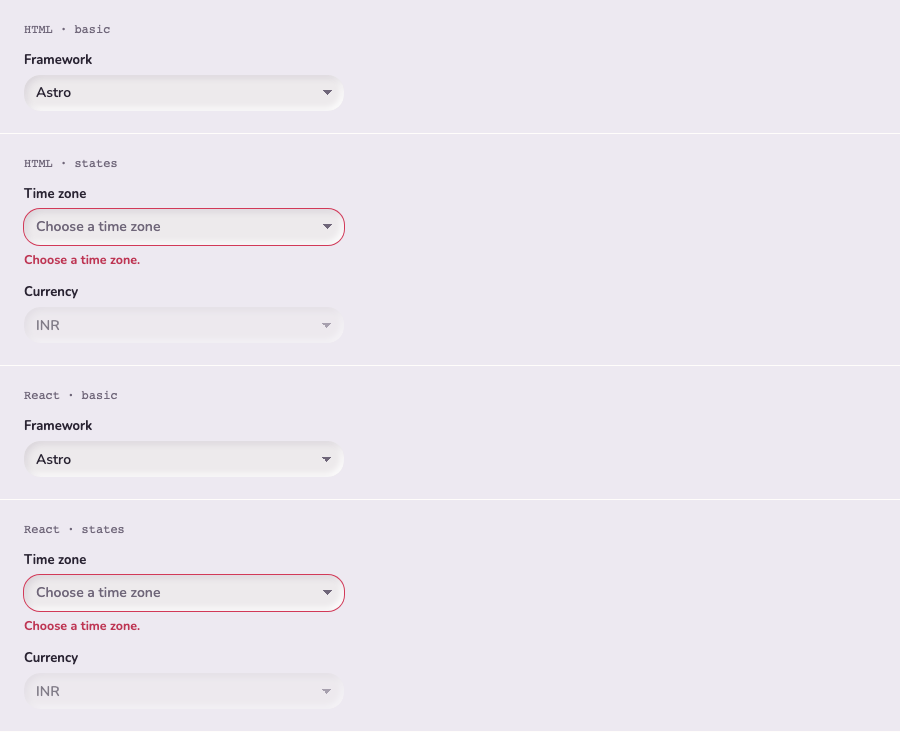 HTML · basic
Framework
Astro
HTML · states
Time zone
Choose a time zone
Choose a time zone.
Currency
INR
React · basic
Framework
Astro
React · states
Time zone
Choose a time zone
Choose a time zone.
Currency
INR